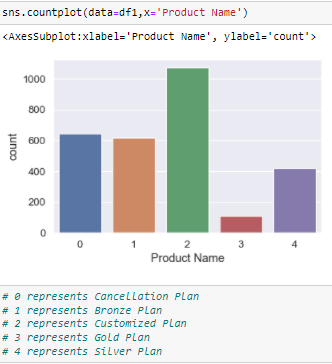 sns.countplot(data=df1,x='Product Name')
<AxesSubplot:xlabel='Product Name', ylabel='count'>
1000
800
600
400
200
0
count
0 1 2 3 4
Product Name
# 0 represents Cancellation Plan
# 1 represents Bronze Plan
# 2 represents Customized Plan
# 3 represents Gold Plan
# 4 represents Silver Plan